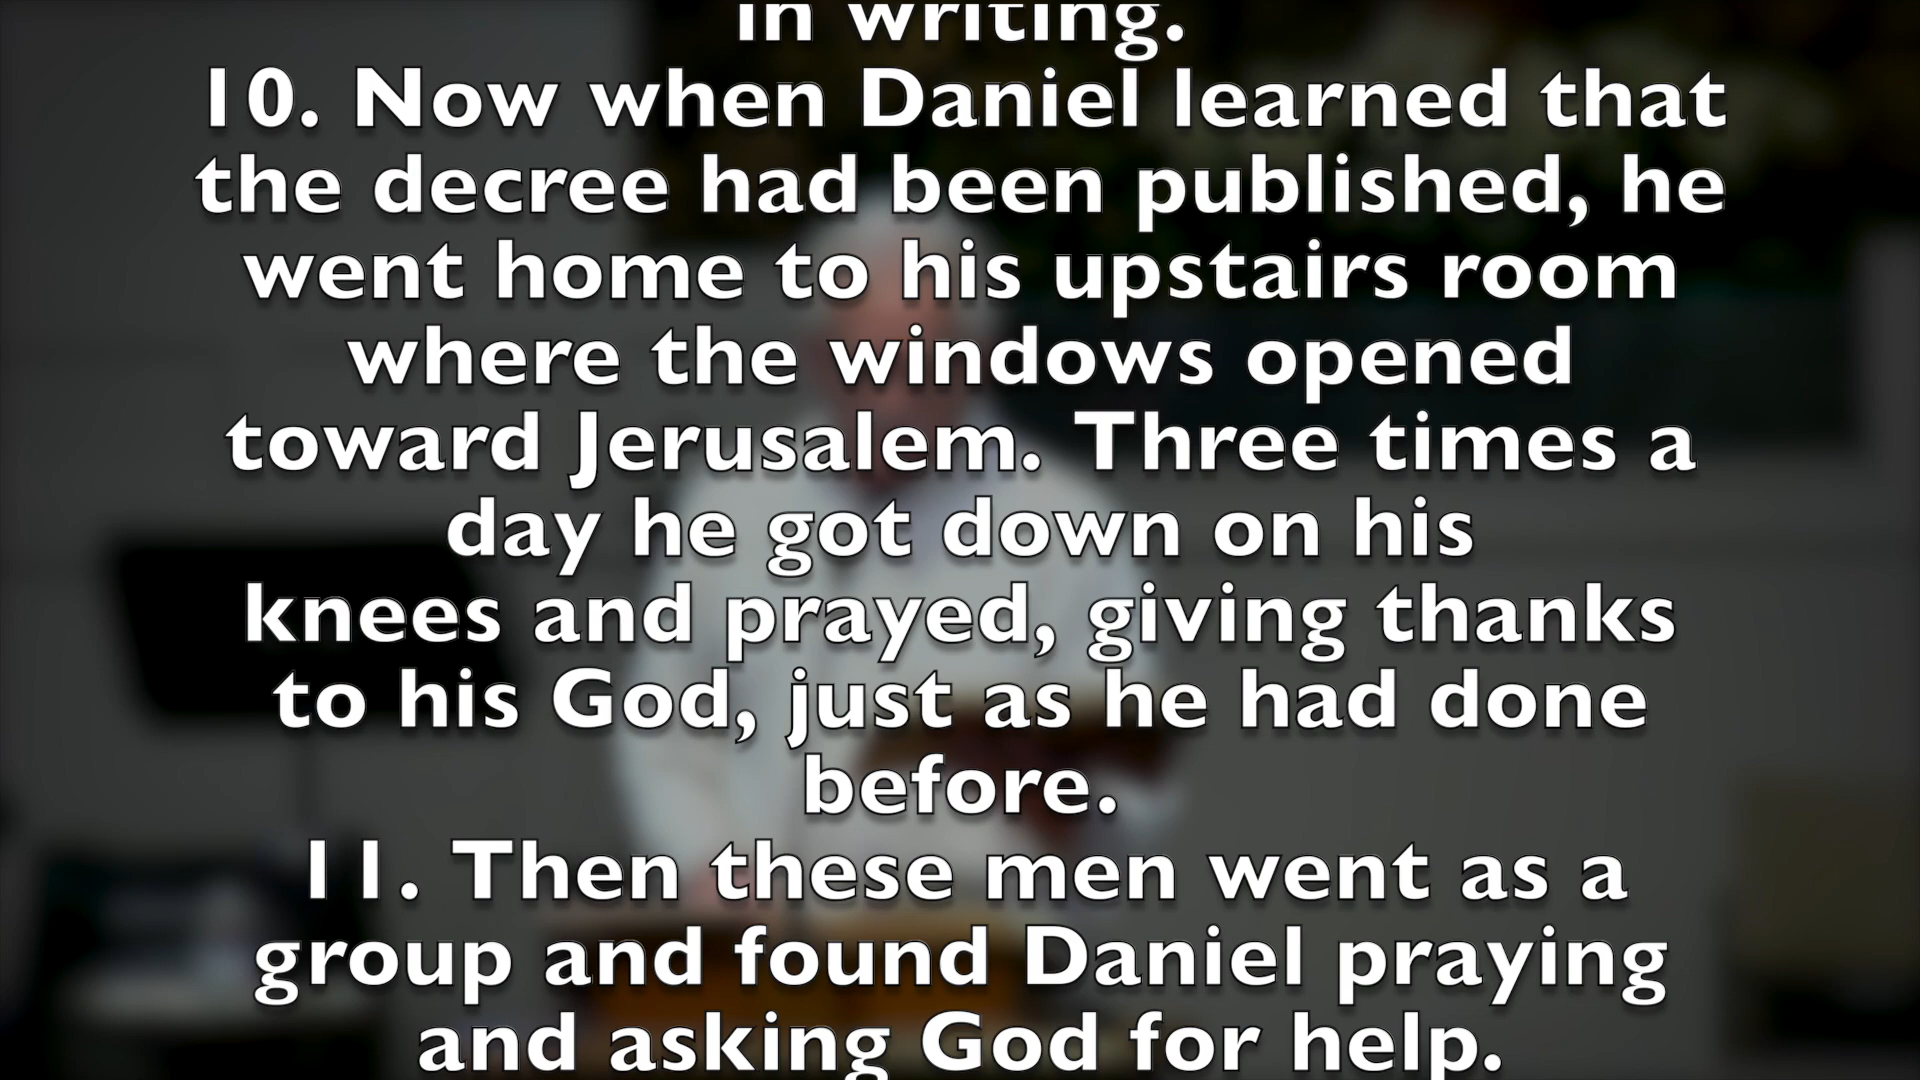 in writing.
10. Now when Daniel learned that
the decree had been published, he
went home to his upstairs room
where the windows opened
toward Jerusalem. Three times a
day he got down on his
knees and prayed, giving thanks
to his God, just as he had done
before.
11. Then these men went as a
group and found Daniel praying
and asking God for help.